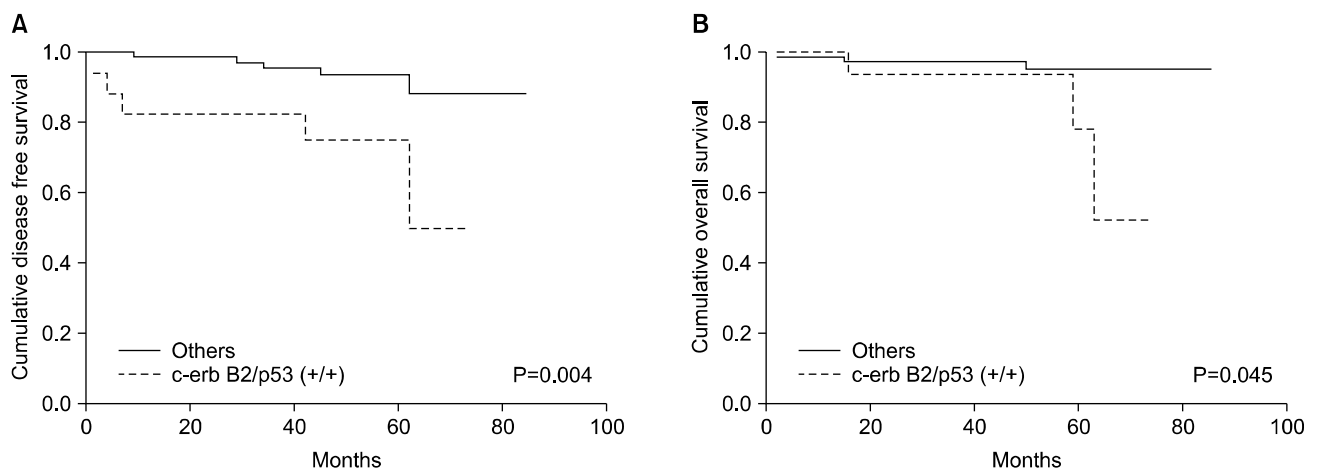 A
Cumulative disease free survival
1.0
0.8
0.6
0.4
0.2
0.0
Others
c-erb B2/p53 (+/+)
P=0.004
0 20 40 60 80 100
Months
B
Cumulative overall survival
1.0
0.8
0.6
0.4
0.2
0.0
Others
c-erb B2/p53 (+/+)
P=0.045
0 20 40 60 80 100
Months